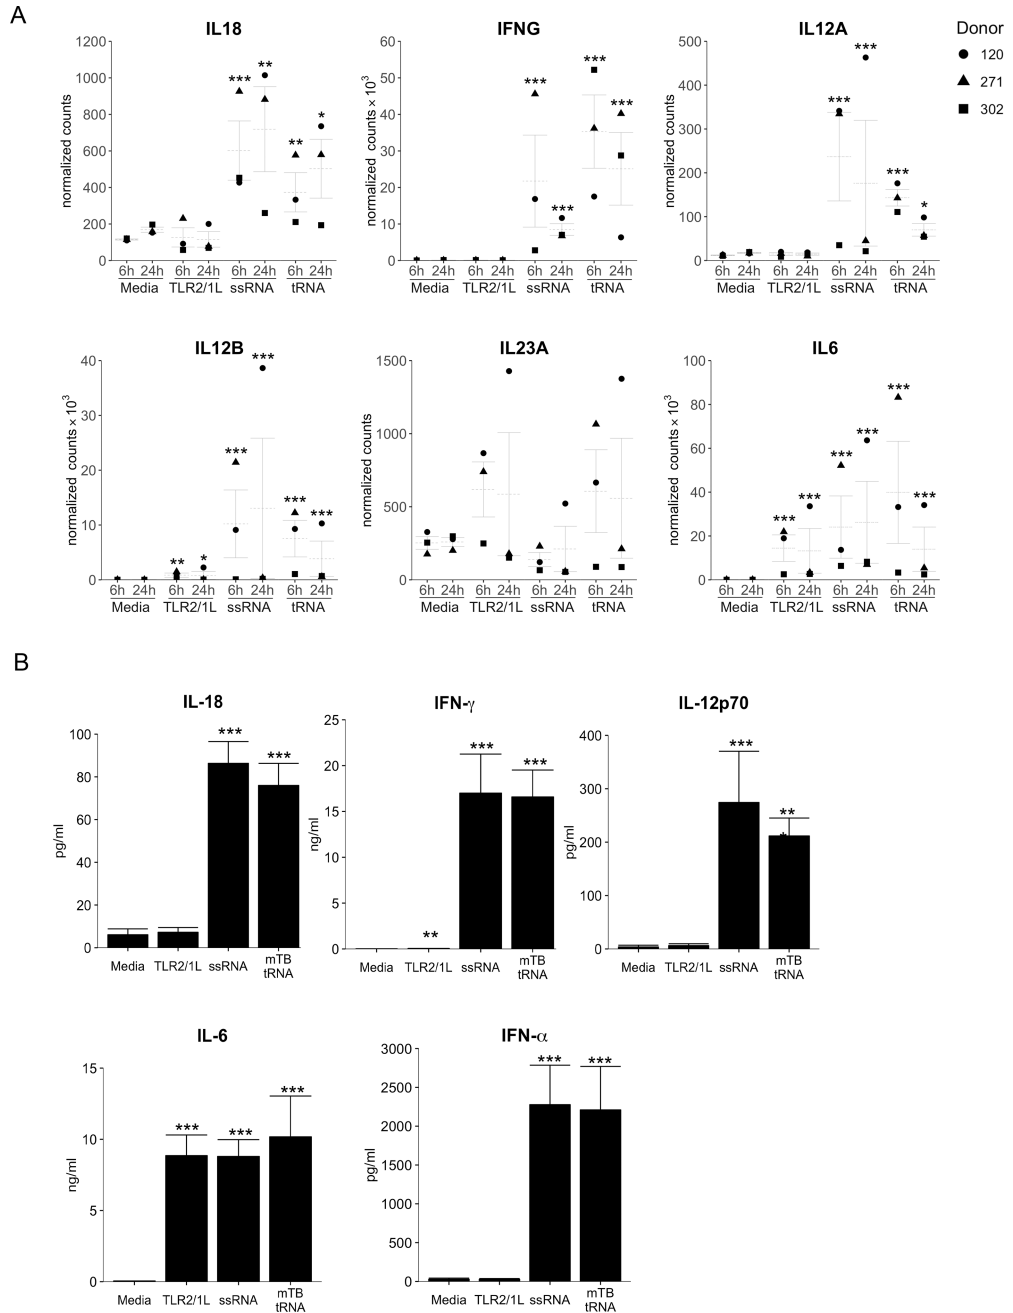 A
IL18
IFNG
IL12A
Donor
120
271
302
normalized counts
1200
1000
800
600
400
200
0
*** ** ** *
6h 24h 6h 24h 6h 24h 6h 24h
Media TLR2/1L ssRNA tRNA
normalized counts × 10³
60
50
40
30
20
10
0
*** *** *** ***
6h 24h 6h 24h 6h 24h 6h 24h
Media TLR2/1L ssRNA tRNA
normalized counts
500
400
300
200
100
0
*** *** *** *
6h 24h 6h 24h 6h 24h 6h 24h
Media TLR2/1L ssRNA tRNA
IL12B
IL23A
IL6
normalized counts × 10³
40
30
20
10
0
** * *** *** *** ***
6h 24h 6h 24h 6h 24h 6h 24h
Media TLR2/1L ssRNA tRNA
normalized counts
1500
1000
500
0
6h 24h 6h 24h 6h 24h 6h 24h
Media TLR2/1L ssRNA tRNA
normalized counts × 10³
100
80
60
40
20
0
*** *** *** *** *** ***
6h 24h 6h 24h 6h 24h 6h 24h
Media TLR2/1L ssRNA tRNA
B
IL-18
IFN-γ
IL-12p70
pg/ml
100
80
60
40
20
0
*** ***
Media TLR2/1L ssRNA mTB
tRNA
ng/ml
25
20
15
10
5
0
** *** ***
Media TLR2/1L ssRNA mTB
tRNA
pg/ml
400
300
200
100
0
*** **
*
Media TLR2/1L ssRNA mTB
tRNA
IL-6
IFN-α
ng/ml
15
10
5
0
*** *** ***
Media TLR2/1L ssRNA mTB
tRNA
pg/ml
3000
2500
2000
1500
1000
500
0
*** ***
Media TLR2/1L ssRNA mTB
tRNA